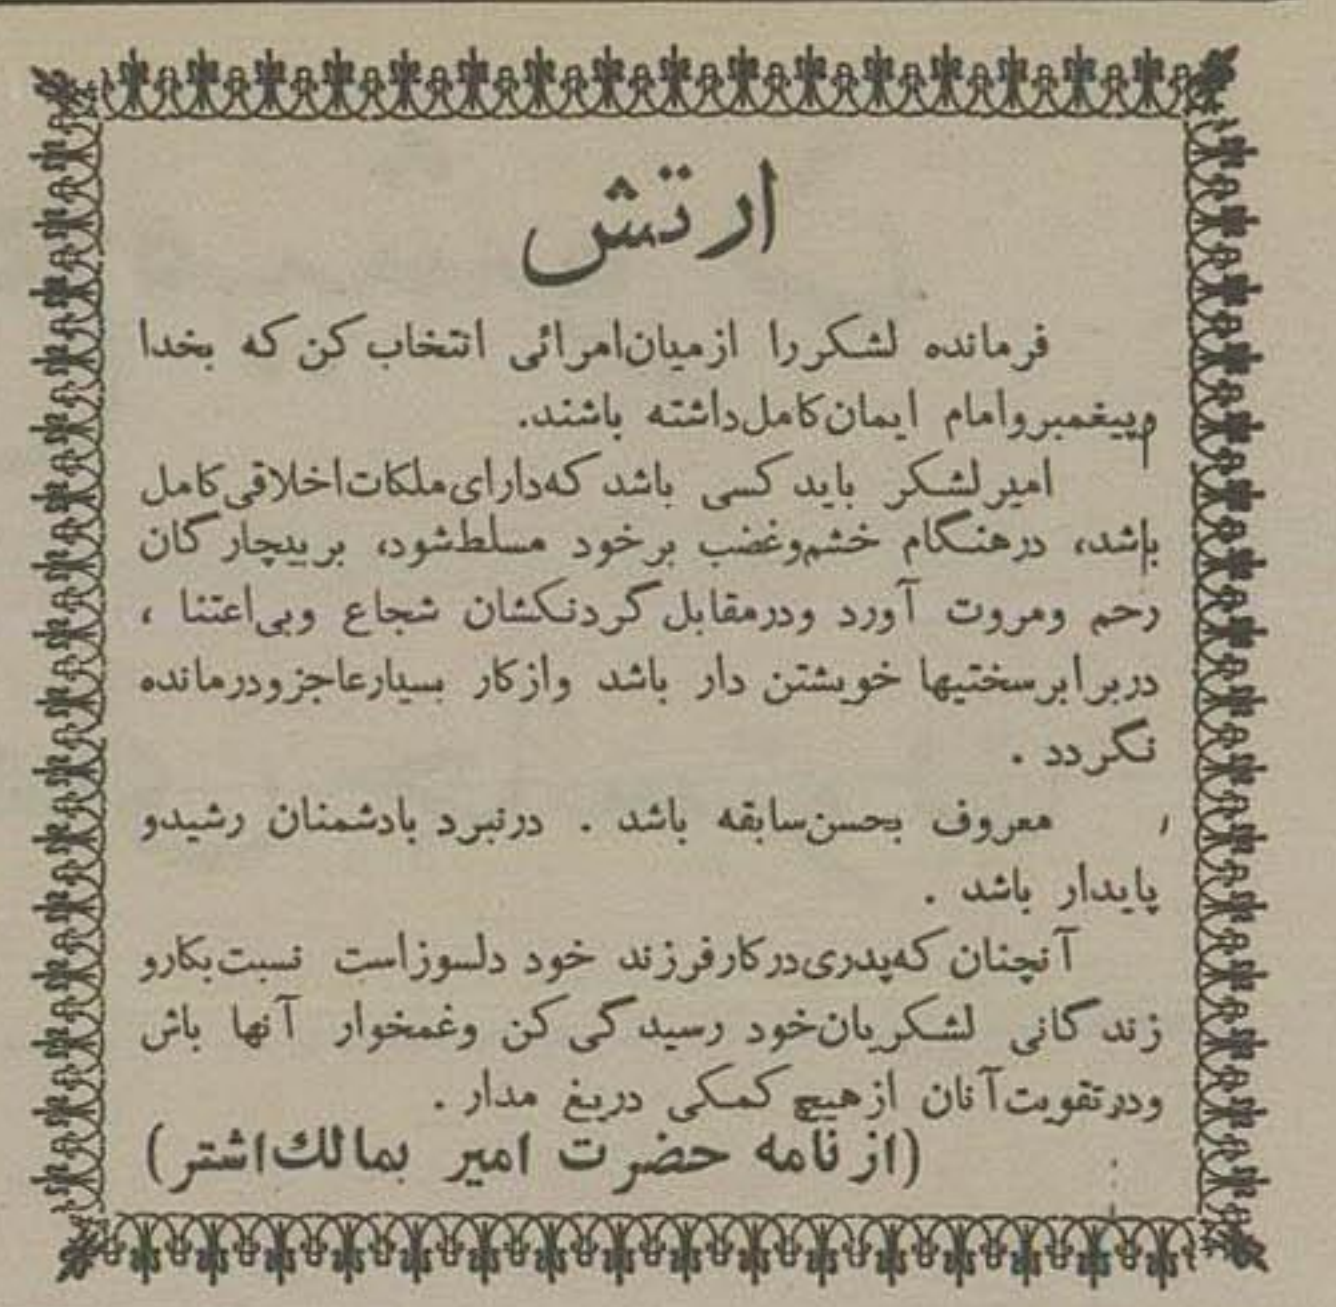 ارتش
فرمانده لشکررا ازمیان‌امرائی انتخاب‌کن‌که بخدا
وپیغمبروامام ایمان‌کامل‌داشته باشند.
امیرلشکر باید کسی باشد که‌دارای‌ملکات‌اخلاقی‌کامل
باشد، درهنگام خشم‌وغضب برخود مسلط‌شود، بربیچارگان
رحم ومروت آورد ودرمقابل گردنکشان شجاع وبی‌اعتنا ،
دربرابرسختیها خویشتن دار باشد وازکار بسیارعاجزودرمانده
نگردد .
معروف بحسن‌سابقه باشد . درنبرد بادشمنان رشیدو
پایدار باشد .
آنچنان که‌پدری‌درکارفرزند خود دلسوزاست نسبت‌بکارو
زندگانی لشکریان‌خود رسیدگی‌کن وغمخوار آنها باش
ودرتقویت‌آنان ازهیچ‌کمکی دریغ مدار .
(ازنامه حضرت امیر بمالك‌اشتر)